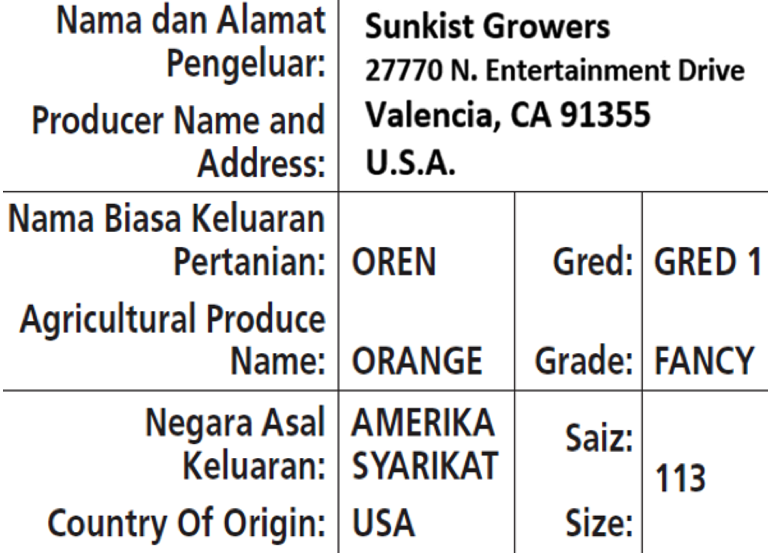 Nama dan Alamat Pengeluar:
Producer Name and Address:
Sunkist Growers
27770 N. Entertainment Drive
Valencia, CA 91355
U.S.A.
Nama Biasa Keluaran Pertanian:
OREN
Gred:
GRED 1
Agricultural Produce Name:
ORANGE
Grade:
FANCY
Negara Asal Keluaran:
AMERIKA SYARIKAT
Saiz:
113
Country Of Origin:
USA
Size: